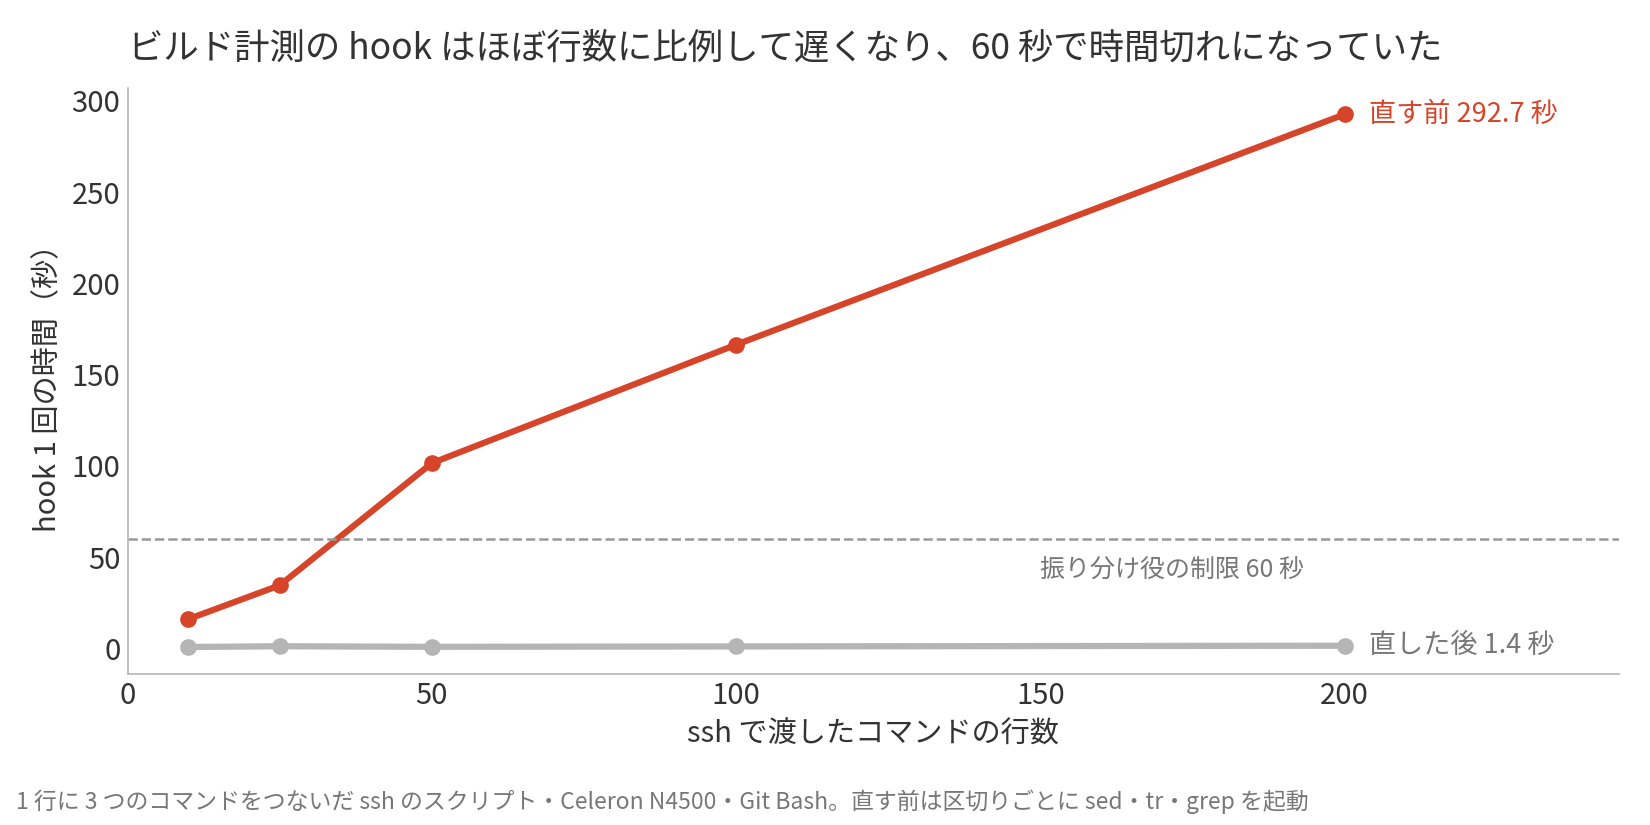 ビルド計測の hook はほぼ行数に比例して遅くなり、60 秒で時間切れになっていた
hook 1 回の時間（秒）
300
250
200
150
100
50
0
直す前 292.7 秒
振り分け役の制限 60 秒
直した後 1.4 秒
0
50
100
150
200
ssh で渡したコマンドの行数
1 行に 3 つのコマンドをつないだ ssh のスクリプト・Celeron N4500・Git Bash。直す前は区切りごとに sed・tr・grep を起動